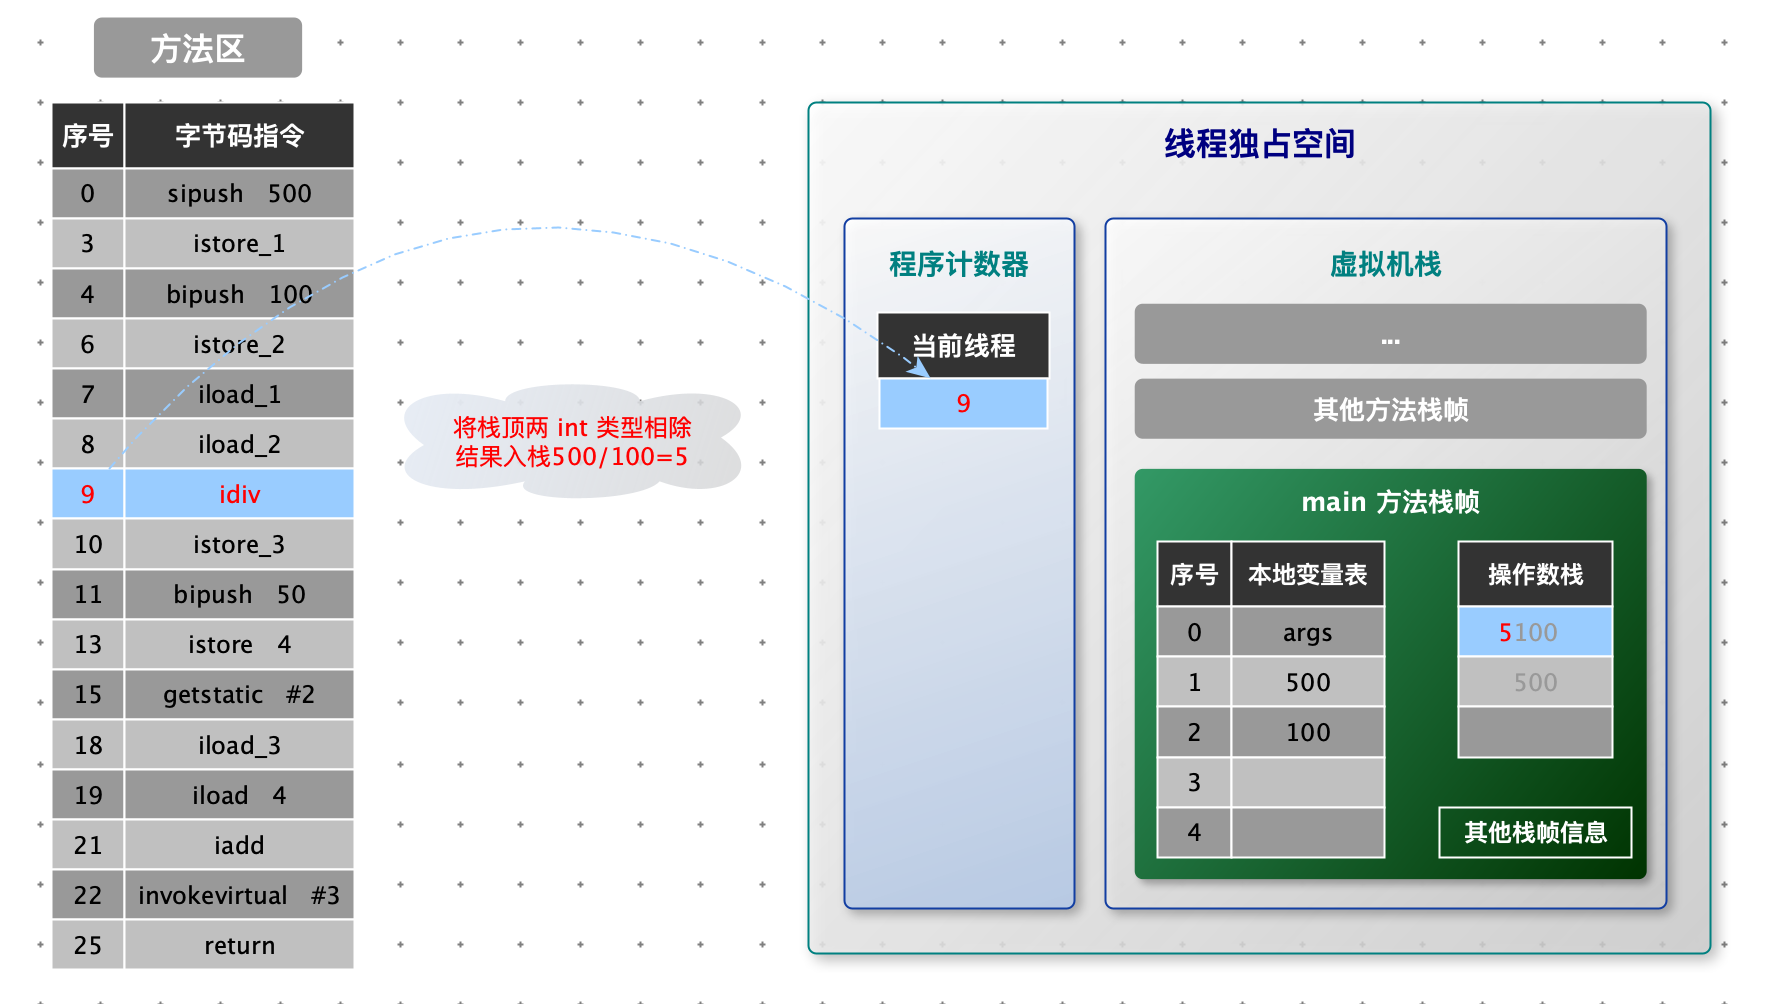 方法区
序号 字节码指令
0 sipush 500
3 istore_1
4 bipush 100
6 istore_2
7 iload_1
8 iload_2
9 idiv
10 istore_3
11 bipush 50
13 istore 4
15 getstatic #2
18 iload_3
19 iload 4
21 iadd
22 invokevirtual #3
25 return
将栈顶两 int 类型相除
结果入栈500/100=5
线程独占空间
程序计数器
当前线程
9
虚拟机栈
...
其他方法栈帧
main 方法栈帧
序号 本地变量表
0 args
1 500
2 100
3
4
操作数栈
5100
500
其他栈帧信息